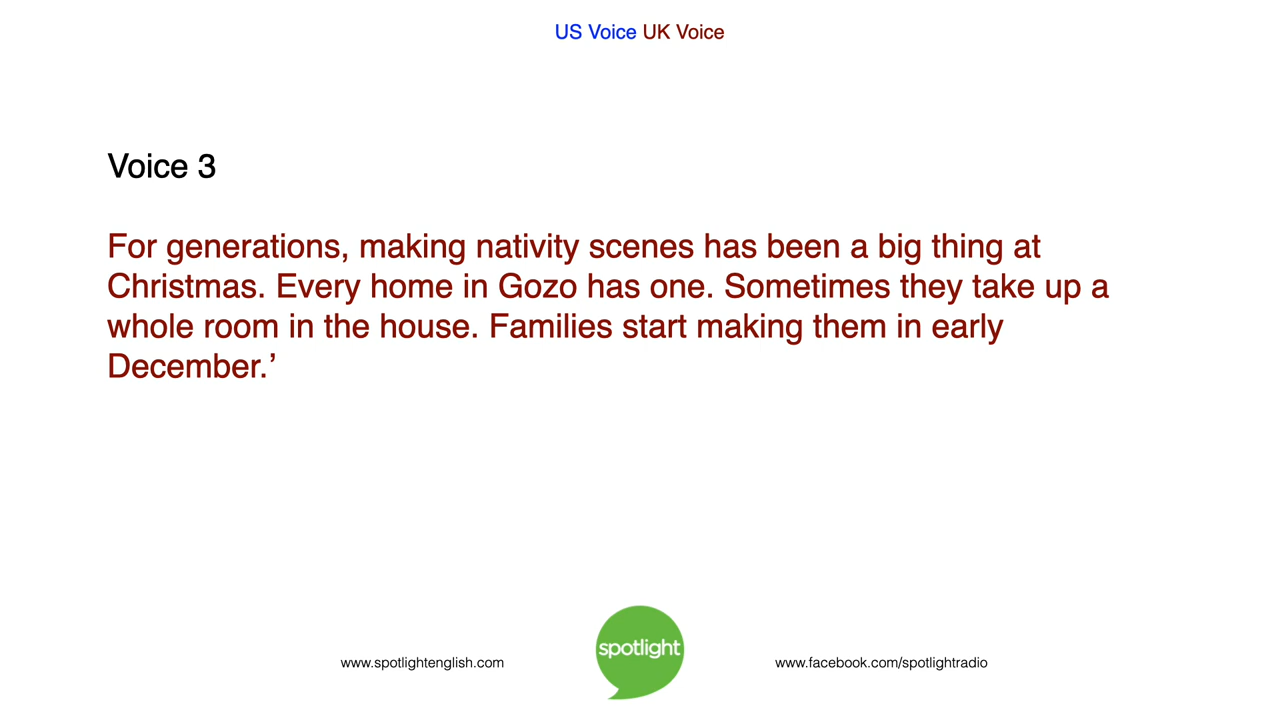 US Voice UK Voice
Voice 3
For generations, making nativity scenes has been a big thing at
Christmas. Every home in Gozo has one. Sometimes they take up a
whole room in the house. Families start making them in early
December.’
spotlight
www.spotlightenglish.com
www.facebook.com/spotlightradio